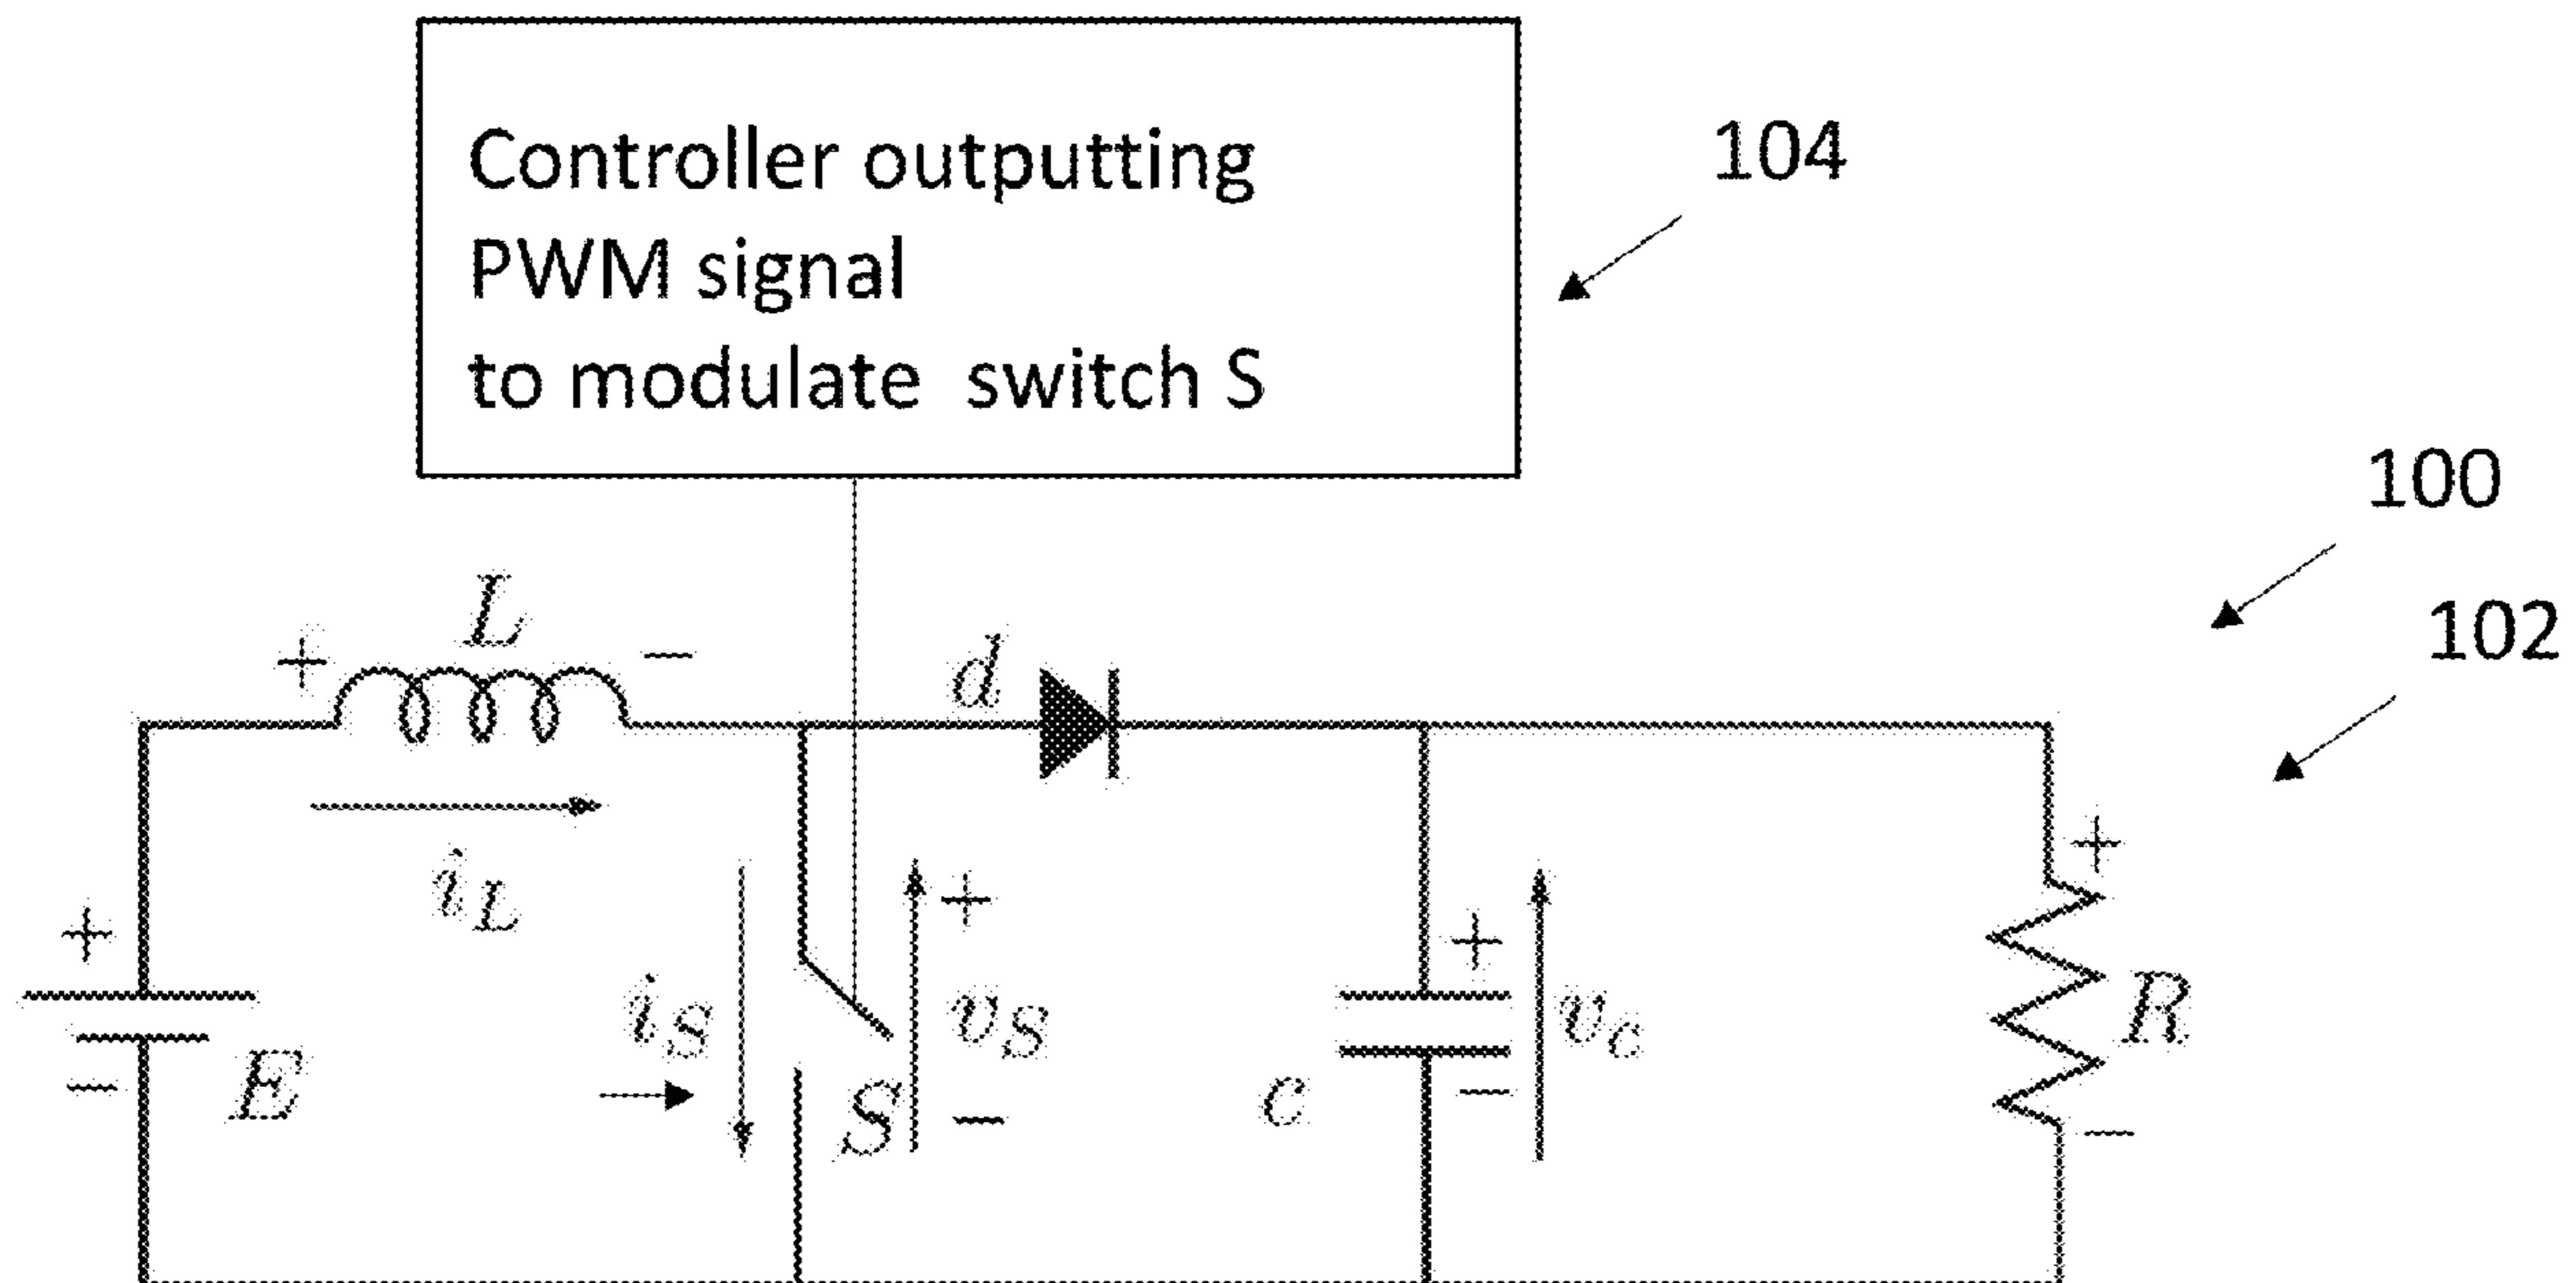 Controller outputting
PWM signal
to modulate switch S
104
100
102
L
+
−
d
i_L
+
−
E
i_S
S
+
v_S
−
c
+
−
v_c
+
R
−